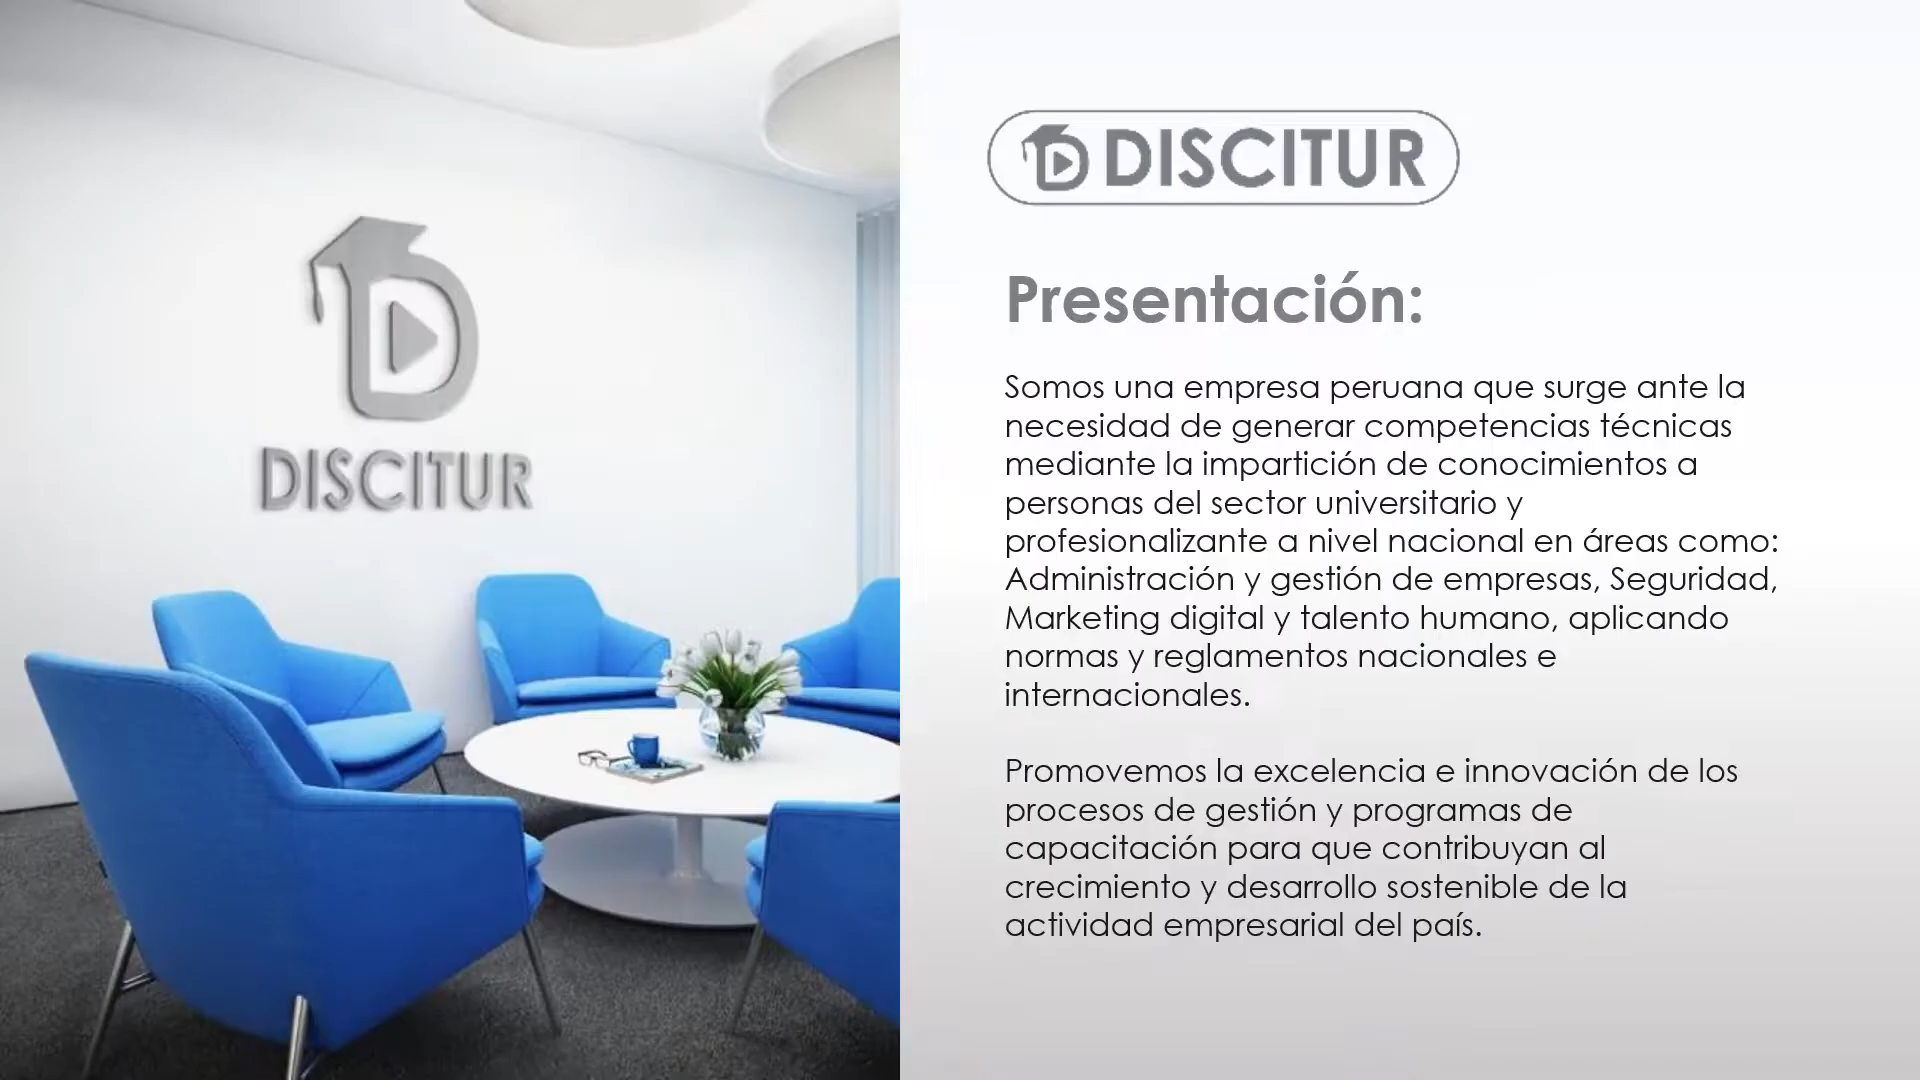 DISCITUR
DISCITUR
Presentación:
Somos una empresa peruana que surge ante la
necesidad de generar competencias técnicas
mediante la impartición de conocimientos a
personas del sector universitario y
profesionalizante a nivel nacional en áreas como:
Administración y gestión de empresas, Seguridad,
Marketing digital y talento humano, aplicando
normas y reglamentos nacionales e
internacionales.
Promovemos la excelencia e innovación de los
procesos de gestión y programas de
capacitación para que contribuyan al
crecimiento y desarrollo sostenible de la
actividad empresarial del país.